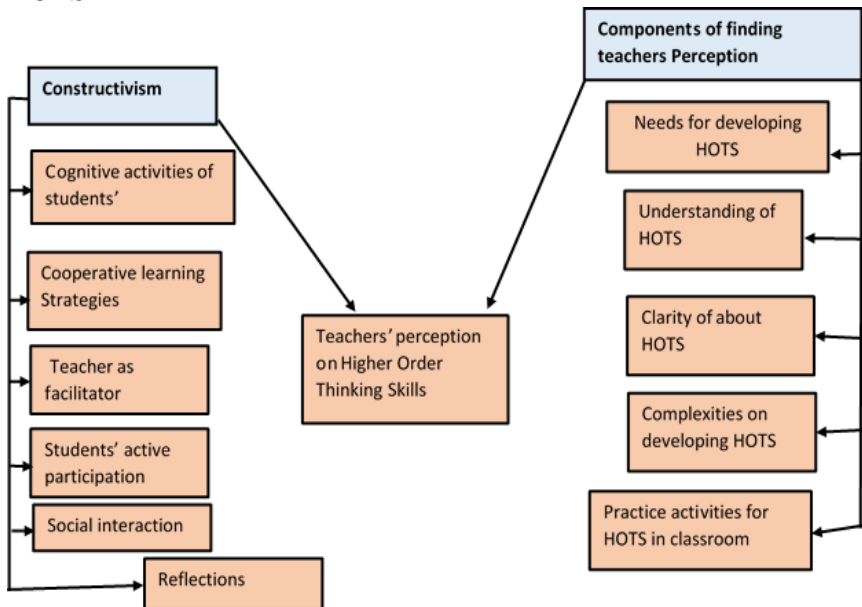 Constructivism
Cognitive activities of
students’
Cooperative learning
Strategies
Teacher as
facilitator
Students’ active
participation
Social interaction
Reflections
Teachers’ perception
on Higher Order
Thinking Skills
Components of finding
teachers Perception
Needs for developing
HOTS
Understanding of
HOTS
Clarity of about
HOTS
Complexities on
developing HOTS
Practice activities for
HOTS in classroom